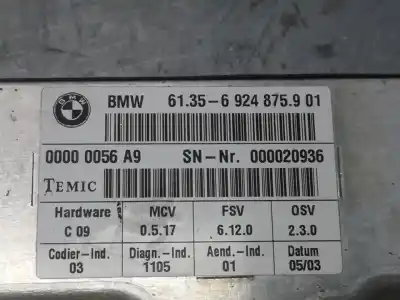 BMW
BMW 61.35-6 924 875.9 01
0000 0056 A9 SN-Nr. 000020936
TEMIC
Hardware MCV FSV OSV
C 09 0.5.17 6.12.0 2.3.0
Codier-Ind. Diagn.-Ind. Aend.-Ind. Datum
03 1105 01 05/03